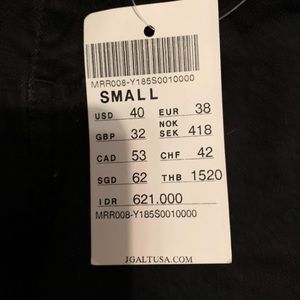 MRR008-Y185S0010000
SMALL
USD 40 EUR 38
GBP 32 NOK SEK 418
CAD 53 CHF 42
SGD 62 THB 1520
IDR 621.000
MRR008-Y185S0010000
JGALTUSA.COM